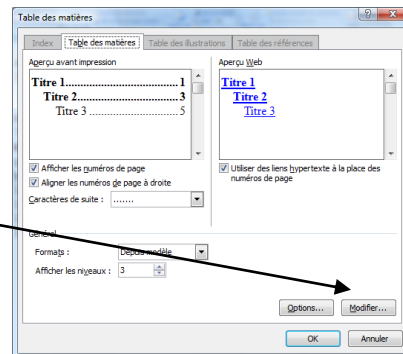 Table des matières
Index Table des matières Table des illustrations Table des références
Aperçu avant impression
Titre 1 ........................... 1
Titre 2 ........................ 3
Titre 3 ........................ 5
Aperçu Web
Titre 1
Titre 2
Titre 3
Afficher les numéros de page
Aligner les numéros de page à droite
Caractères de suite : .......
Utiliser des liens hypertexte à la place des
numéros de page
Général
Formats : Depuis modèle
Afficher les niveaux : 3
Options... Modifier...
OK Annuler